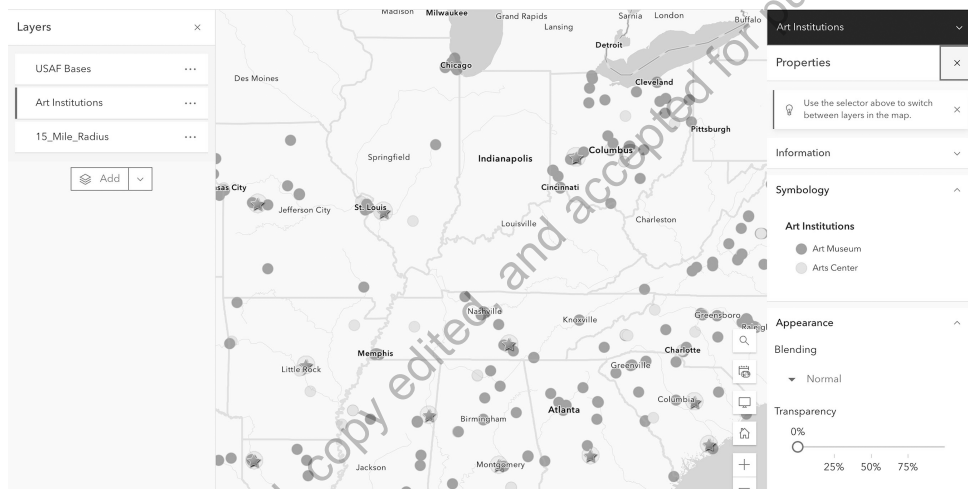 Layers
USAF Bases
Art Institutions
15_Mile_Radius
Add
Madison
Milwaukee
Grand Rapids
Lansing
Sarnia
London
Buffalo
Detroit
Chicago
Des Moines
Cleveland
Pittsburgh
Springfield
Indianapolis
Columbus
Cincinnati
sas City
Jefferson City
St. Louis
Louisville
Charleston
Nashville
Knoxville
Greensboro
Raleigh
Memphis
Charlotte
Little Rock
Greenville
Columbia
Atlanta
Birmingham
Jackson
Montgomery
copy edited, and accepted for
Art Institutions
Properties
Use the selector above to switch
between layers in the map.
Information
Symbology
Art Institutions
Art Museum
Arts Center
Appearance
Blending
Normal
Transparency
0%
25% 50% 75%